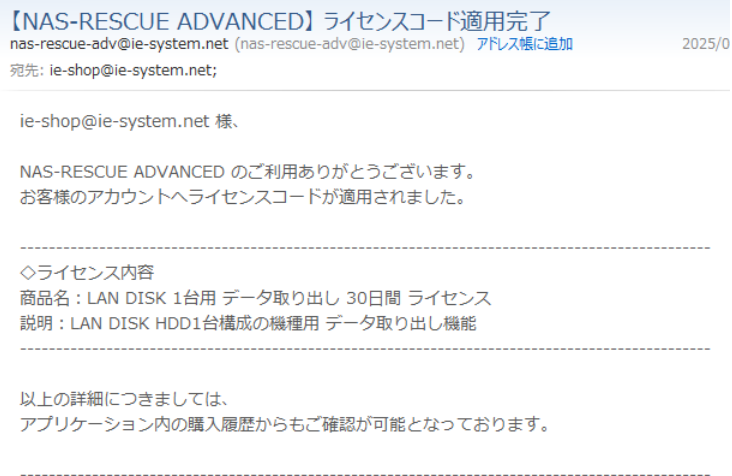 【NAS-RESCUE ADVANCED】ライセンスコード適用完了
nas-rescue-adv@ie-system.net (nas-rescue-adv@ie-system.net) アドレス帳に追加 2025/0
宛先: ie-shop@ie-system.net;
ie-shop@ie-system.net 様、
NAS-RESCUE ADVANCED のご利用ありがとうございます。
お客様のアカウントへライセンスコードが適用されました。
--------------------------------------------------------------------------------
◇ライセンス内容
商品名：LAN DISK 1台用 データ取り出し 30日間 ライセンス
説明：LAN DISK HDD1台構成の機種用 データ取り出し機能
--------------------------------------------------------------------------------
以上の詳細につきましては、
アプリケーション内の購入履歴からもご確認が可能となっております。
--------------------------------------------------------------------------------